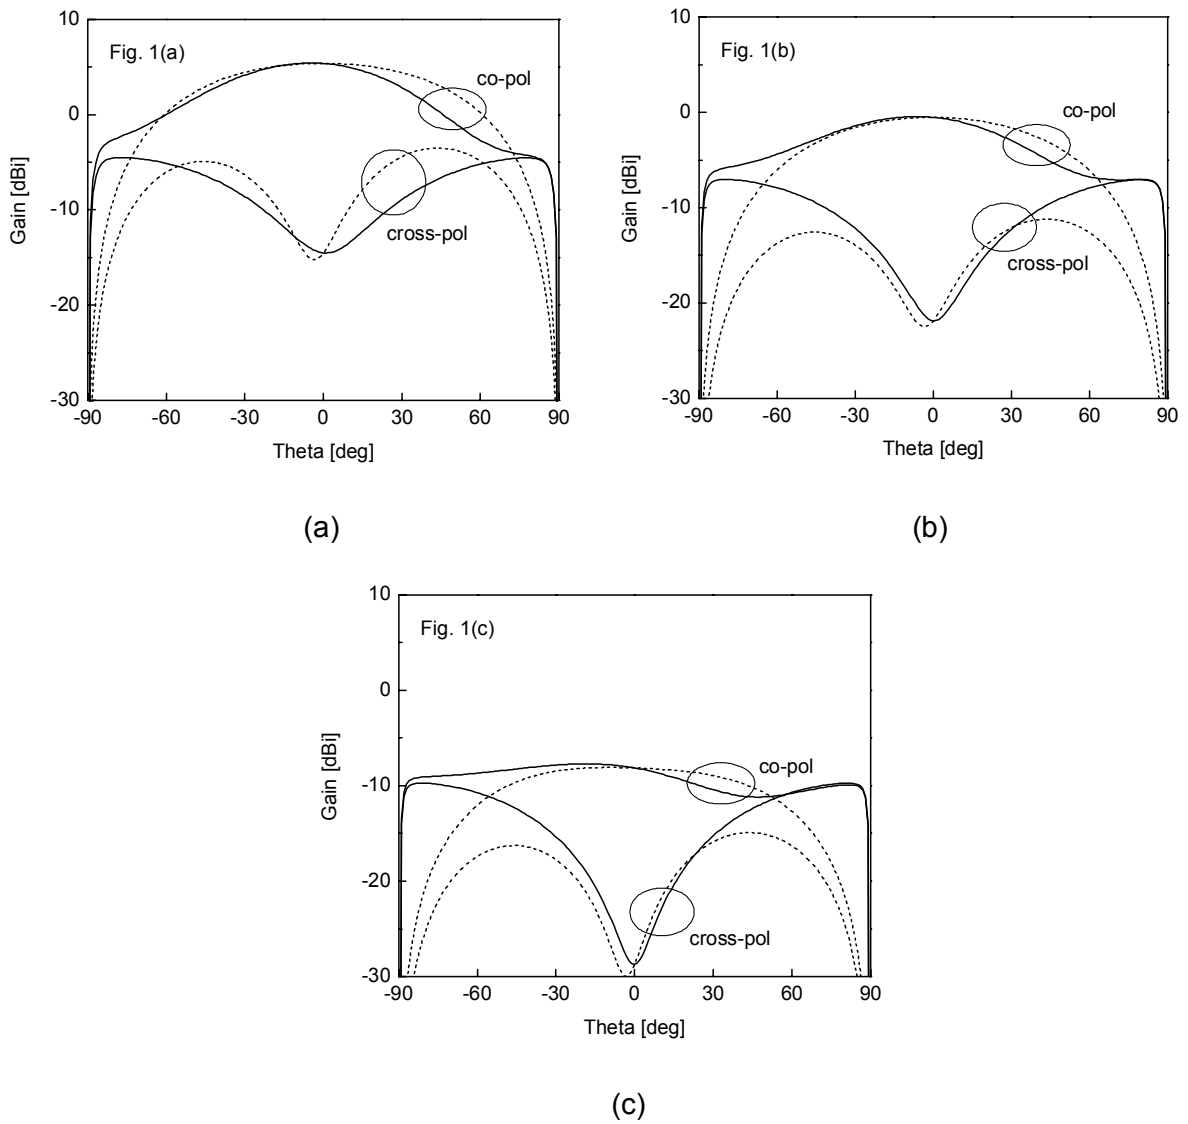 10
Fig. 1(a)
co-pol
0
Gain [dBi]
-10
cross-pol
-20
-30
-90 -60 -30 0 30 60 90
Theta [deg]
(a)
10
Fig. 1(b)
co-pol
0
Gain [dBi]
-10
cross-pol
-20
-30
-90 -60 -30 0 30 60 90
Theta [deg]
(b)
10
Fig. 1(c)
0
Gain [dBi]
co-pol
-10
-20
cross-pol
-30
-90 -60 -30 0 30 60 90
Theta [deg]
(c)